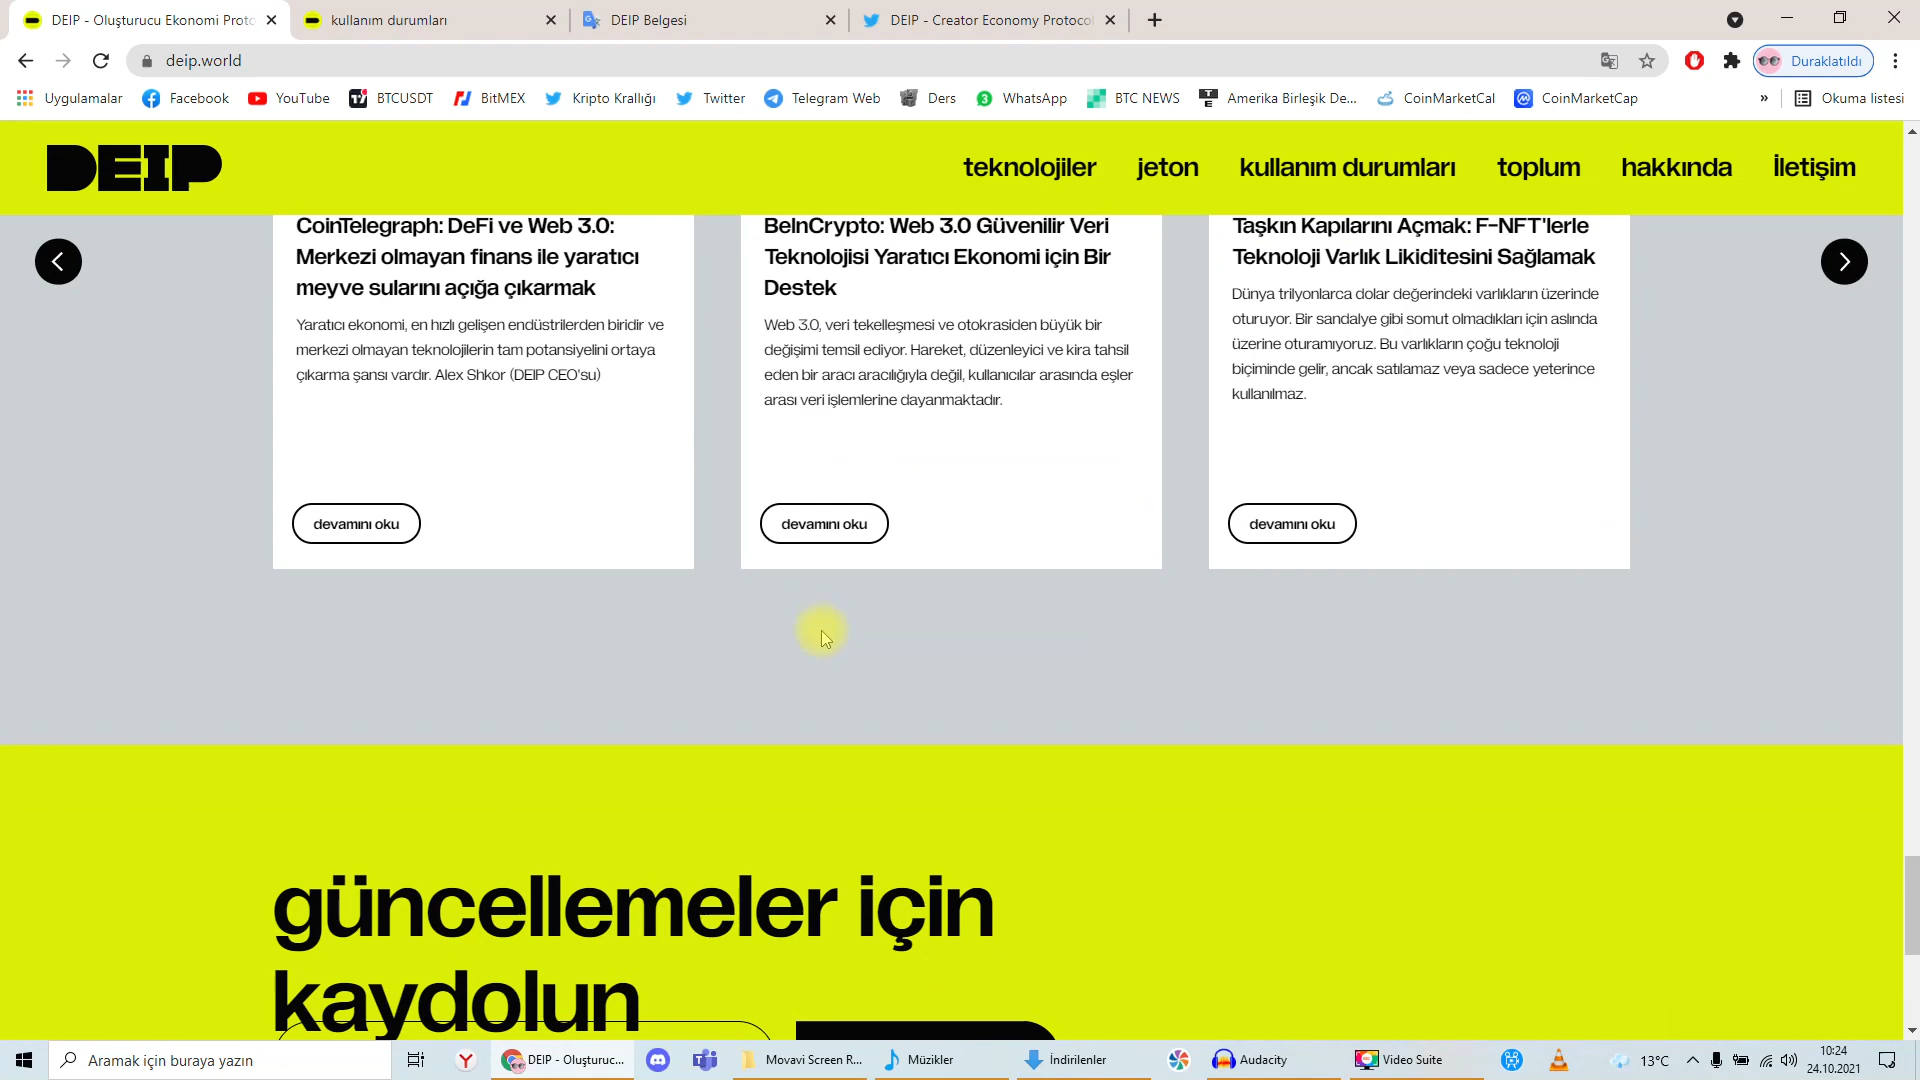 DEIP - Oluşturucu Ekonomi Proto
kullanım durumları
DEIP Belgesi
DEIP - Creator Economy Protoco
deip.world
Duraklatıldı
Uygulamalar
Facebook
YouTube
BTCUSDT
BitMEX
Kripto Krallığı
Twitter
Telegram Web
Ders
WhatsApp
BTC NEWS
Amerika Birleşik De...
CoinMarketCal
CoinMarketCap
»
Okuma listesi
DEIP
teknolojiler
jeton
kullanım durumları
toplum
hakkında
İletişim
CoinTelegraph: DeFi ve Web 3.0:
Merkezi olmayan finans ile yaratıcı
meyve sularını açığa çıkarmak
Yaratıcı ekonomi, en hızlı gelişen endüstrilerden biridir ve
merkezi olmayan teknolojilerin tam potansiyelini ortaya
çıkarma şansı vardır. Alex Shkor (DEIP CEO'su)
devamını oku
BeInCrypto: Web 3.0 Güvenilir Veri
Teknolojisi Yaratıcı Ekonomi için Bir
Destek
Web 3.0, veri tekelleşmesi ve otokrasiden büyük bir
değişimi temsil ediyor. Hareket, düzenleyici ve kira tahsil
eden bir aracı aracılığıyla değil, kullanıcılar arasında eşler
arası veri işlemlerine dayanmaktadır.
devamını oku
Taşkın Kapılarını Açmak: F-NFT'lerle
Teknoloji Varlık Likiditesini Sağlamak
Dünya trilyonlarca dolar değerindeki varlıkların üzerinde
oturuyor. Bir sandalye gibi somut olmadıkları için aslında
üzerine oturamıyoruz. Bu varlıkların çoğu teknoloji
biçiminde gelir, ancak satılamaz veya sadece yeterince
kullanılmaz.
devamını oku
güncellemeler için
kaydolun
Aramak için buraya yazın
DEIP - Oluşturuc...
Movavi Screen R...
Müzikler
İndirilenler
Audacity
Video Suite
13°C
10:24
24.10.2021